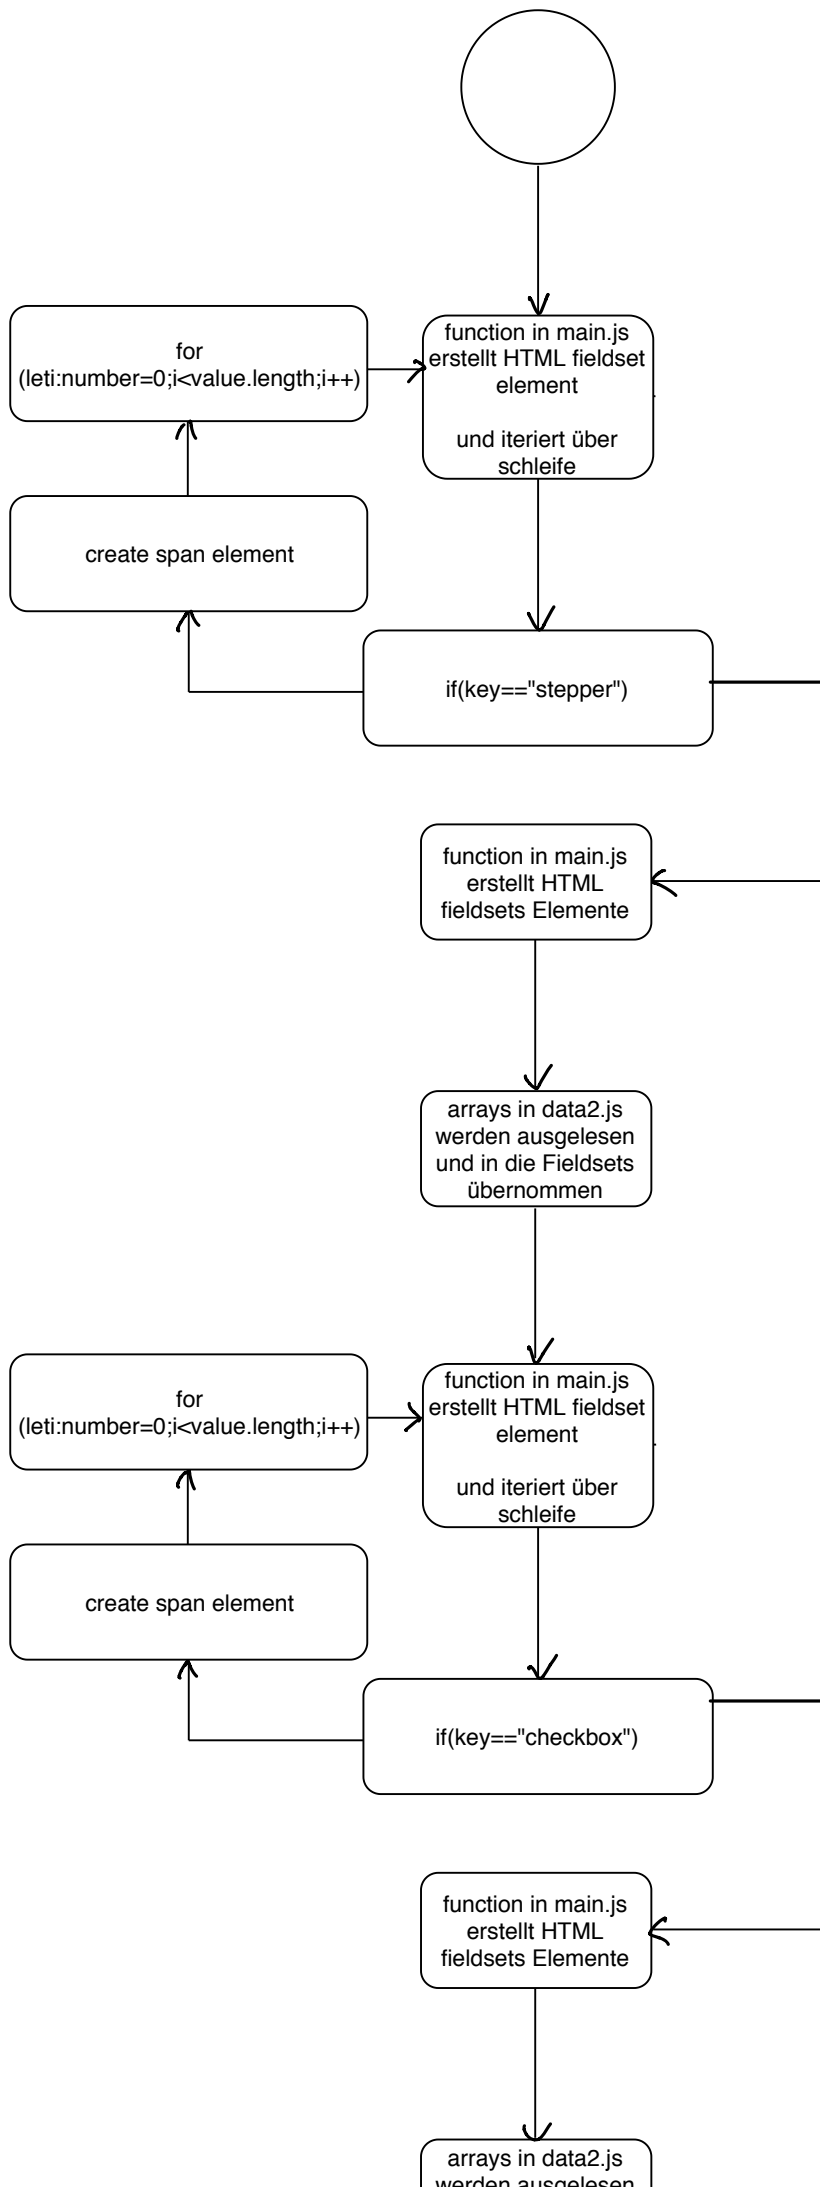 function in main.js
erstellt HTML fieldset
element
und iteriert über
schleife
for
(leti:number=0;i<value.length;i++)
create span element
if(key=="stepper")
function in main.js
erstellt HTML
fieldsets Elemente
arrays in data2.js
werden ausgelesen
und in die Fieldsets
übernommen
function in main.js
erstellt HTML fieldset
element
und iteriert über
schleife
for
(leti:number=0;i<value.length;i++)
create span element
if(key=="checkbox")
function in main.js
erstellt HTML
fieldsets Elemente
arrays in data2.js
werden ausgelesen